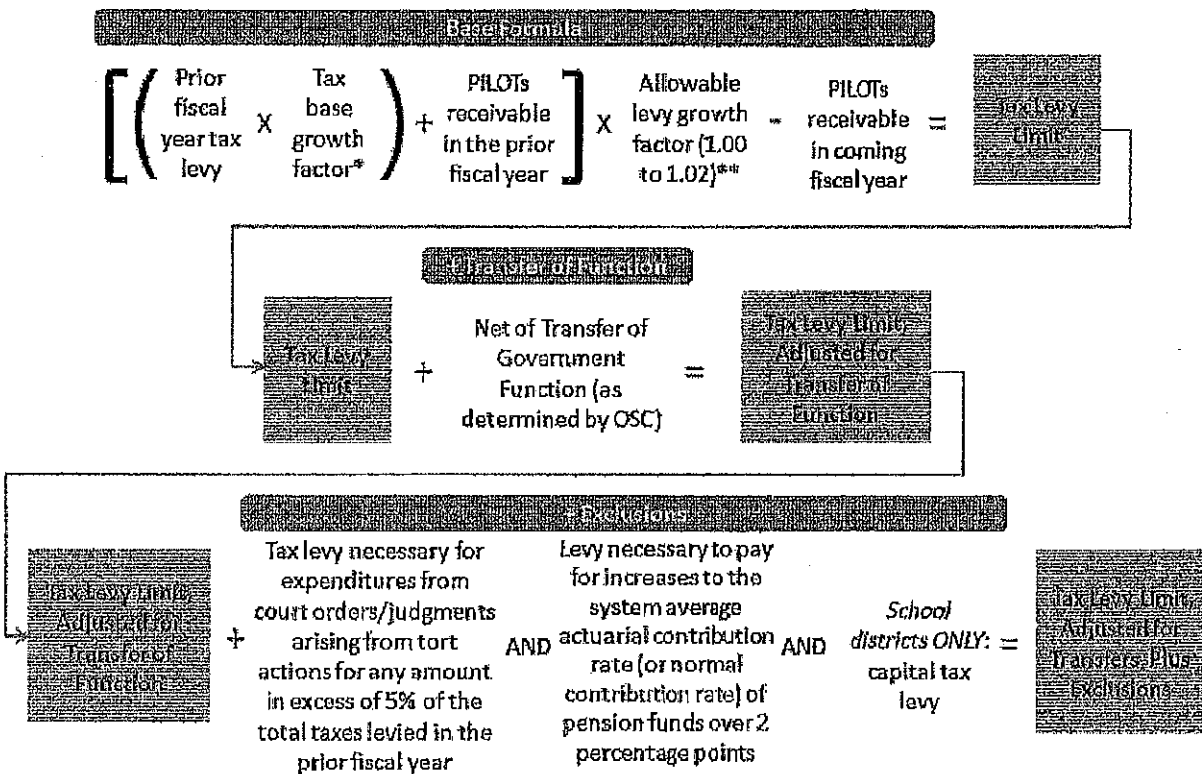 Base Formula
[(
Prior
fiscal
year tax
levy
X
Tax
base
growth
factor*
)
+
PILOTs
receivable
in the prior
fiscal year
]
X
Allowable
levy growth
factor (1.00
to 1.02)**
-
PILOTs
receivable
in coming
fiscal year
=
Tax Levy
Limit
Transfer of Function
Tax Levy
Limit
+
Net of Transfer of
Government
Function (as
determined by OSC)
=
Tax Levy Limit
Adjusted for
Transfer of
Function
+ Exclusions
Tax Levy Limit
Adjusted for
Transfer of
Function
+
Tax levy necessary for
expenditures from
court orders/judgments
arising from tort
actions for any amount
in excess of 5% of the
total taxes levied in the
prior fiscal year
AND
Levy necessary to pay
for increases to the
system average
actuarial contribution
rate (or normal
contribution rate) of
pension funds over 2
percentage points
AND
School
districts ONLY:
capital tax
levy
=
Tax Levy Limit
Adjusted for
Transfers Plus
Exclusions